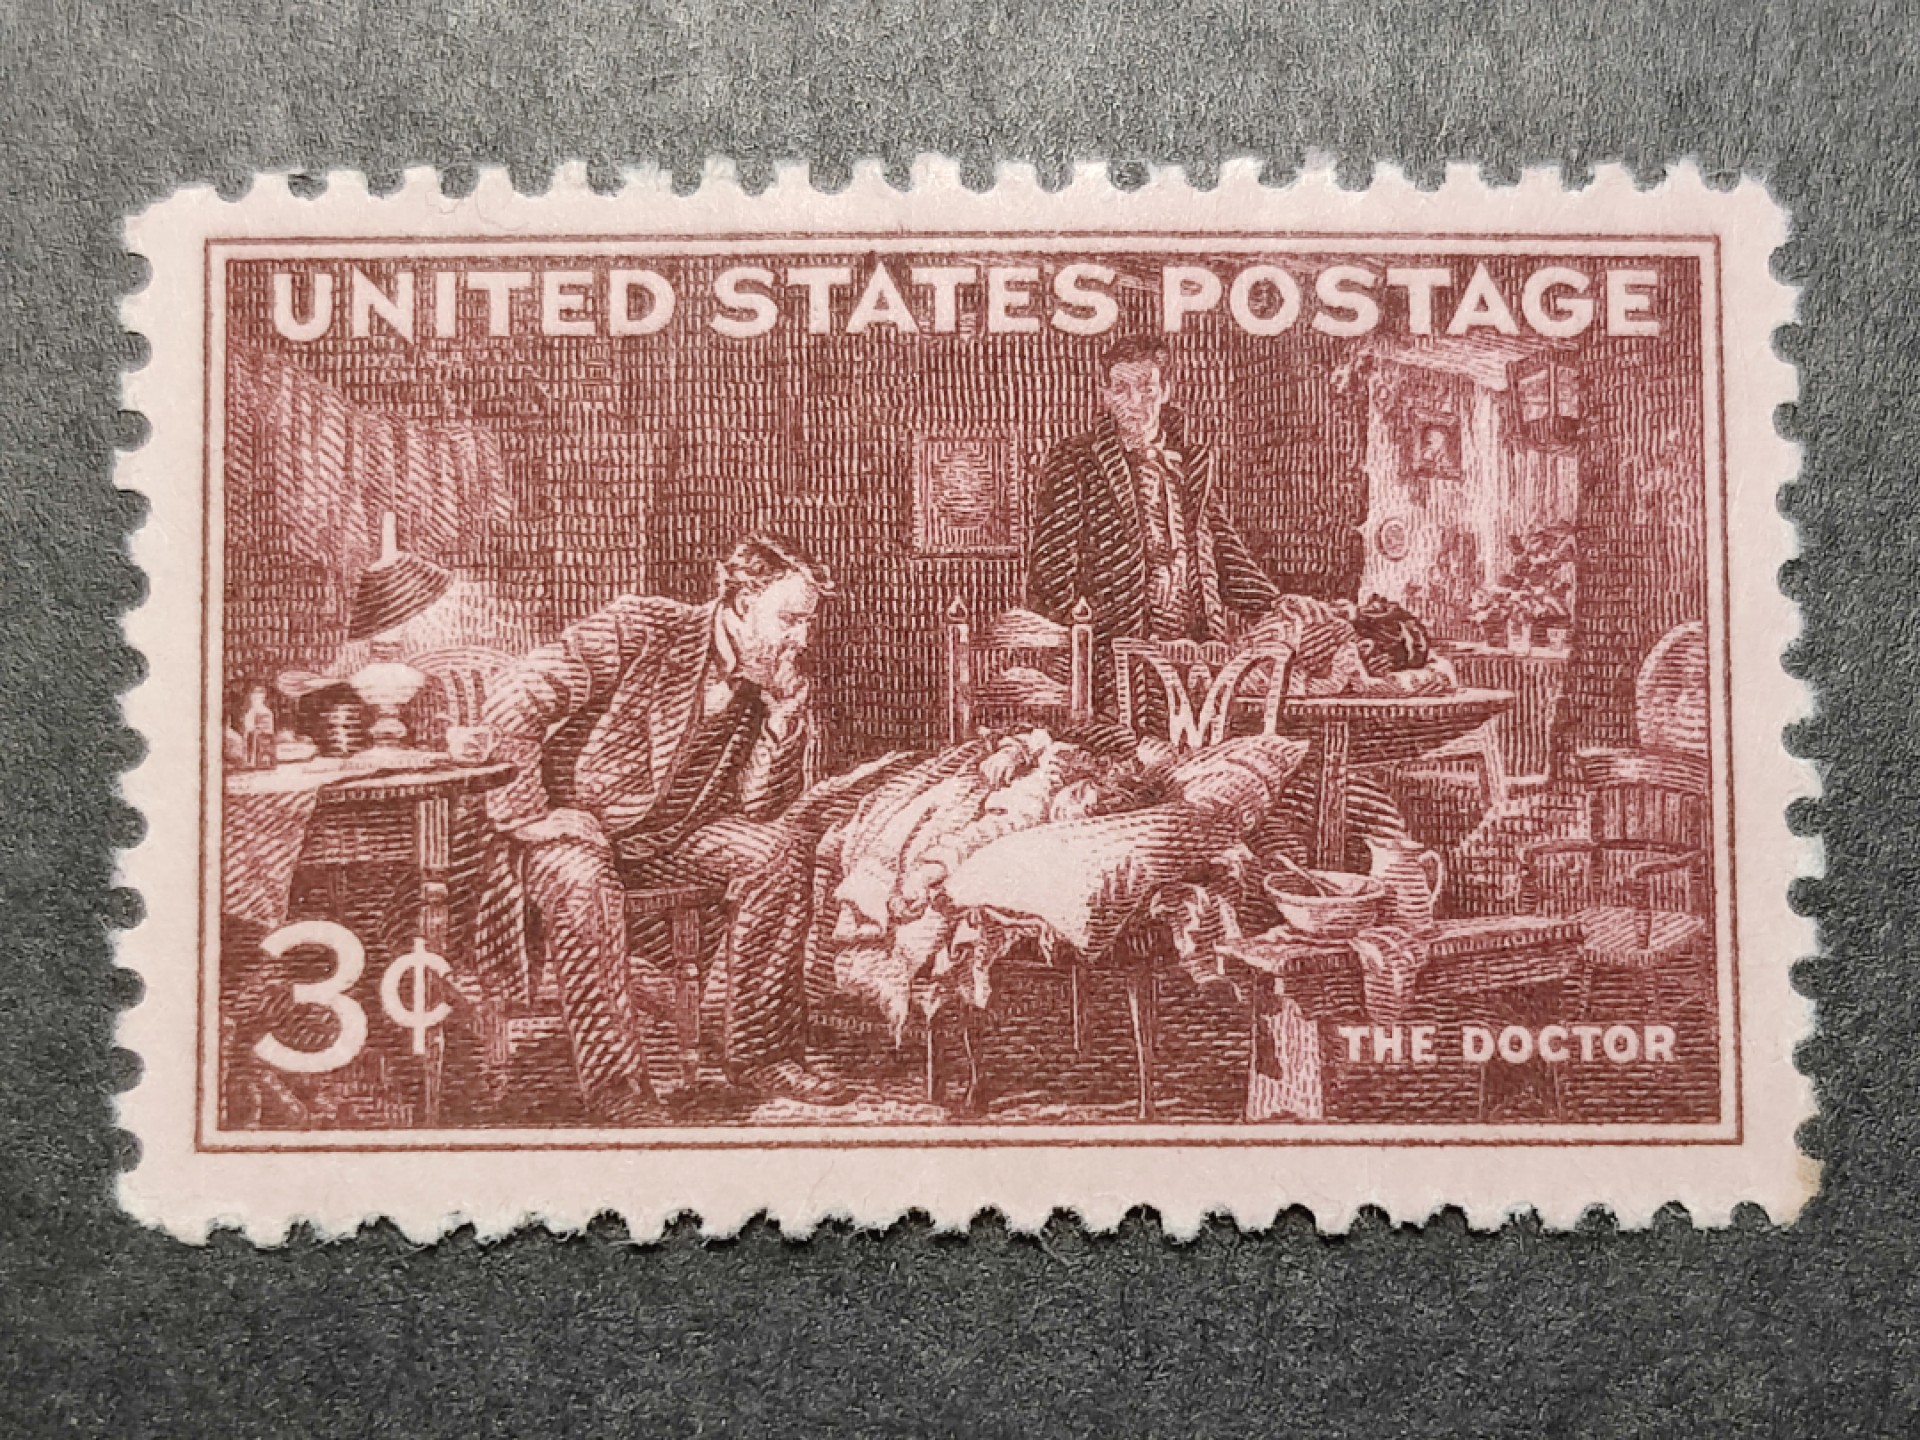 UNITED STATES POSTAGE
3¢
THE DOCTOR